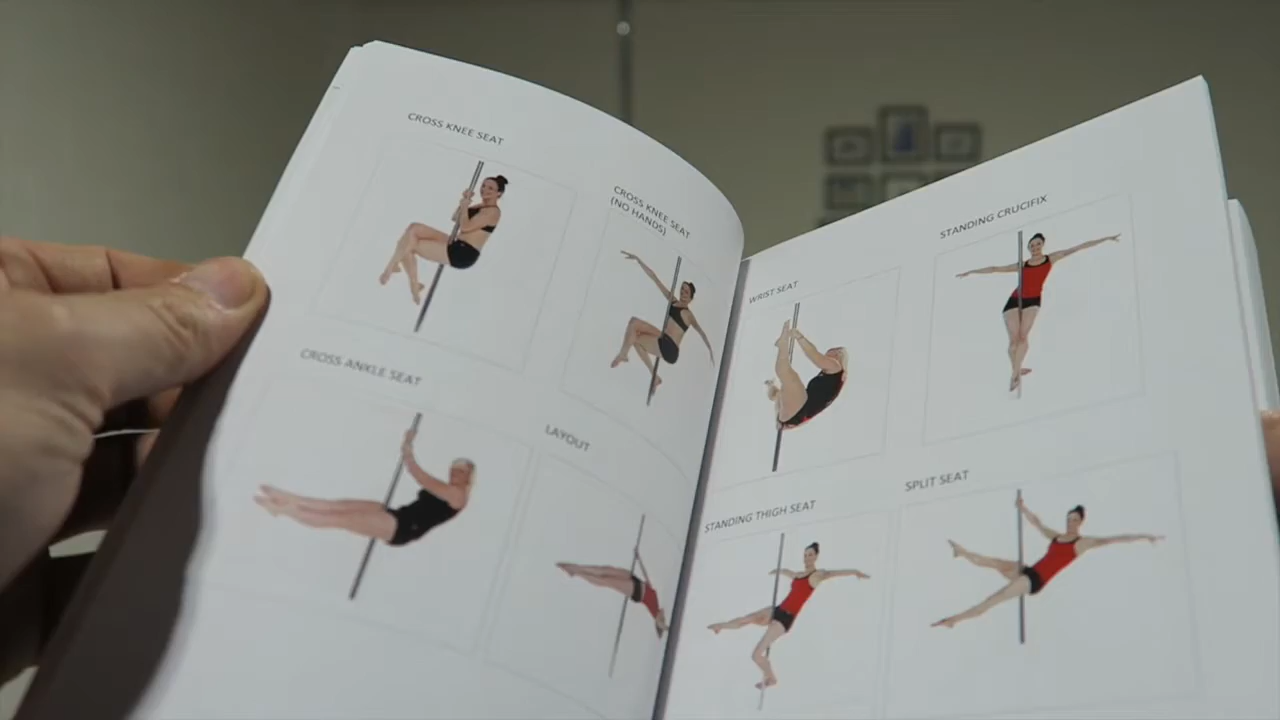 CROSS KNEE SEAT
CROSS KNEE SEAT
(NO HANDS)
CROSS ANKLE SEAT
LAYOUT
WRIST SEAT
STANDING CRUCIFIX
STANDING THIGH SEAT
SPLIT SEAT